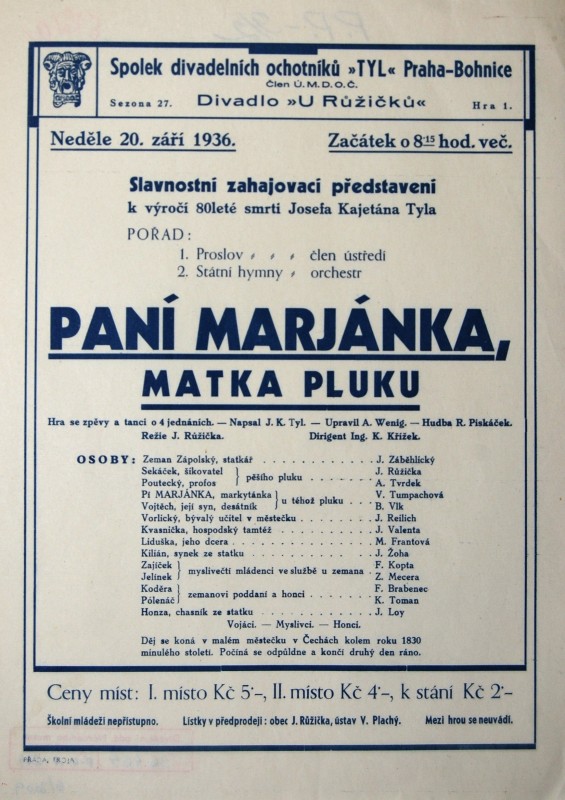 Spolek divadelních ochotníků »TYL« Praha-Bohnice
Člen Ú. M. D. O. Č.
Sezona 27. Divadlo »U Růžičků« Hra 1.
Neděle 20. září 1936. Začátek o 8·15 hod. več.
Slavnostní zahajovací představení
k výročí 80leté smrti Josefa Kajetána Tyla
POŘAD:
1. Proslov člen ústředí
2. Státní hymny orchestr
PANÍ MARJÁNKA,
MATKA PLUKU
Hra se zpěvy a tanci o 4 jednáních. — Napsal J. K. Tyl. — Upravil A. Wenig. — Hudba R. Piskáček.
Režie J. Růžička. Dirigent Ing. K. Křížek.
OSOBY: Zeman Zápolský, statkář . . . . . J. Záběhlický
Sekáček, šikovatel } pěšího pluku . . . J. Růžička
Poutecký, profos A. Tvrdek
Pí MARJÁNKA, markytánka } u téhož pluku . . . V. Tumpachová
Vojtěch, její syn, desátník B. Vlk
Vorlický, bývalý učitel v městečku . . . . . J. Reilich
Kvasnička, hospodský tamtéž . . . . . J. Valenta
Liduška, jeho dcera . . . . . M. Frantová
Kilián, synek ze statku . . . . . J. Žoha
Zajíček } myslivečtí mládenci ve službě u zemana . F. Kopta
Jelínek Z. Mecera
Koděra } zemanovi poddaní a honci . . . . F. Brabenec
Pólenáč K. Toman
Honza, chasník ze statku . . . . . J. Loy
Vojáci. — Myslivci. — Honci.
Děj se koná v malém městečku v Čechách kolem roku 1830
minulého století. Počíná se odpůldne a končí druhý den ráno.
Ceny míst: I. místo Kč 5·–, II. místo Kč 4·–, k stání Kč 2·–
Školní mládeži nepřístupno. Lístky v předprodeji: obec J. Růžička, ústav V. Plachý. Mezi hrou se neuvádí.